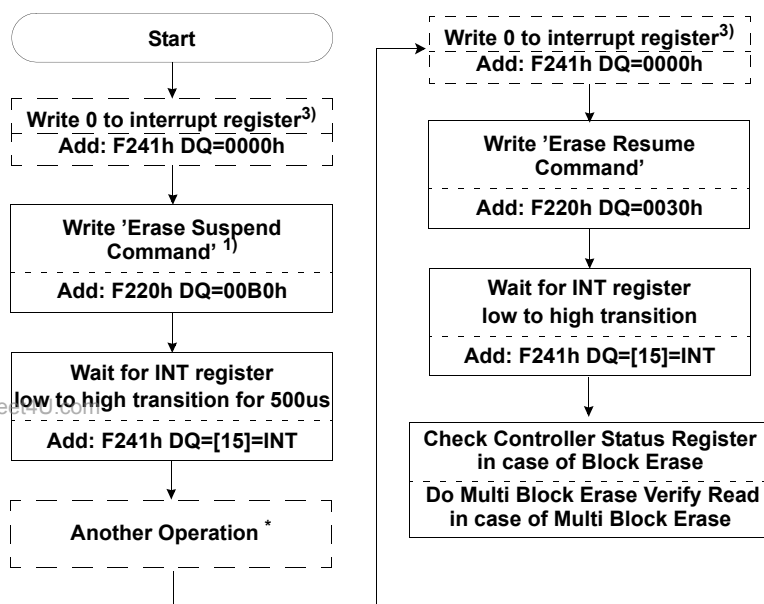 Start
Write 0 to interrupt register3)
Add: F241h DQ=0000h
Write 'Erase Suspend
Command' 1)
Add: F220h DQ=00B0h
Wait for INT register
low to high transition for 500us
eet4U.com
Add: F241h DQ=[15]=INT
Another Operation *
Write 0 to interrupt register3)
Add: F241h DQ=0000h
Write 'Erase Resume
Command'
Add: F220h DQ=0030h
Wait for INT register
low to high transition
Add: F241h DQ=[15]=INT
Check Controller Status Register
in case of Block Erase
Do Multi Block Erase Verify Read
in case of Multi Block Erase